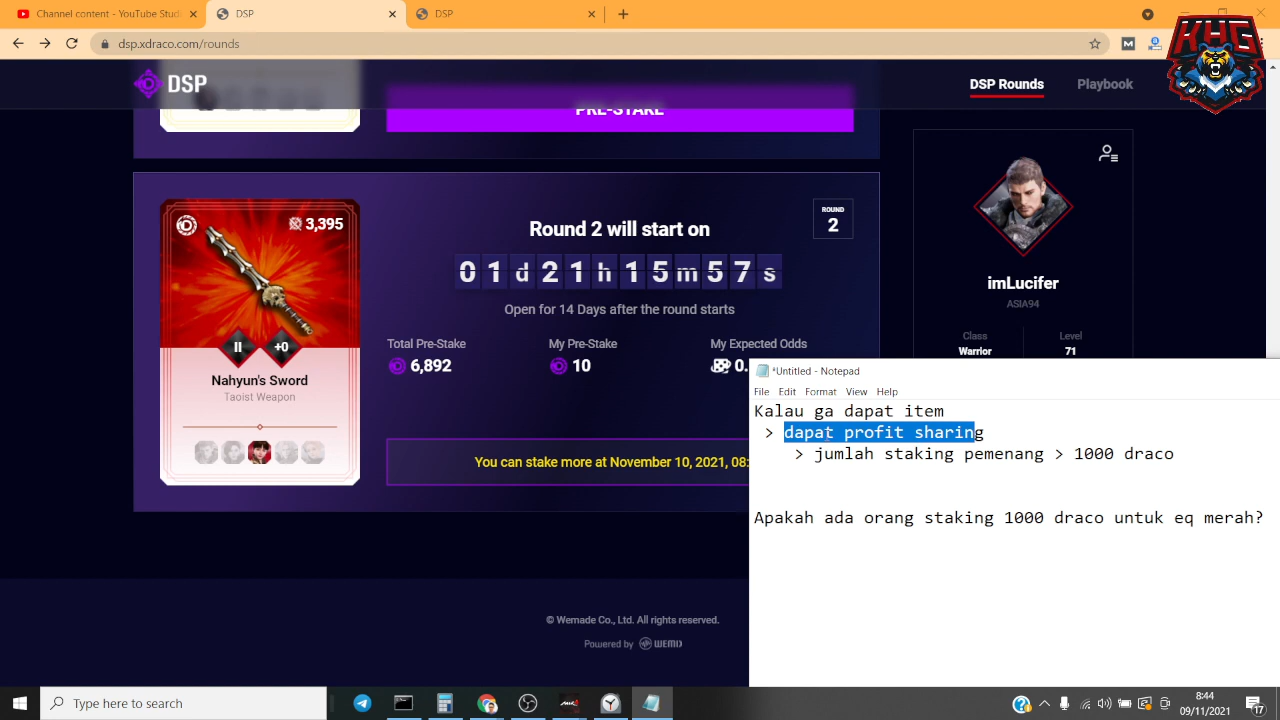 Content - YouTube Studio
DSP
DSP
dsp.xdraco.com/rounds
KHG
DSP
DSP Rounds
Playbook
PRE-STAKE
3,395
II
+0
Nahyun's Sword
Taoist Weapon
Round 2 will start on
ROUND
2
01d21h15m57s
Open for 14 Days after the round starts
Total Pre-Stake
My Pre-Stake
My Expected Odds
6,892
10
0.
You can stake more at November 10, 2021, 08:
imLucifer
ASIA94
Class
Level
Warrior
71
*Untitled - Notepad
File Edit Format View Help
Kalau ga dapat item
> dapat profit sharing
> jumlah staking pemenang > 1000 draco
Apakah ada orang staking 1000 draco untuk eq merah?
© Wemade Co., Ltd. All rights reserved.
Powered by WEMIX
Type here to search
8:44
09/11/2021
17